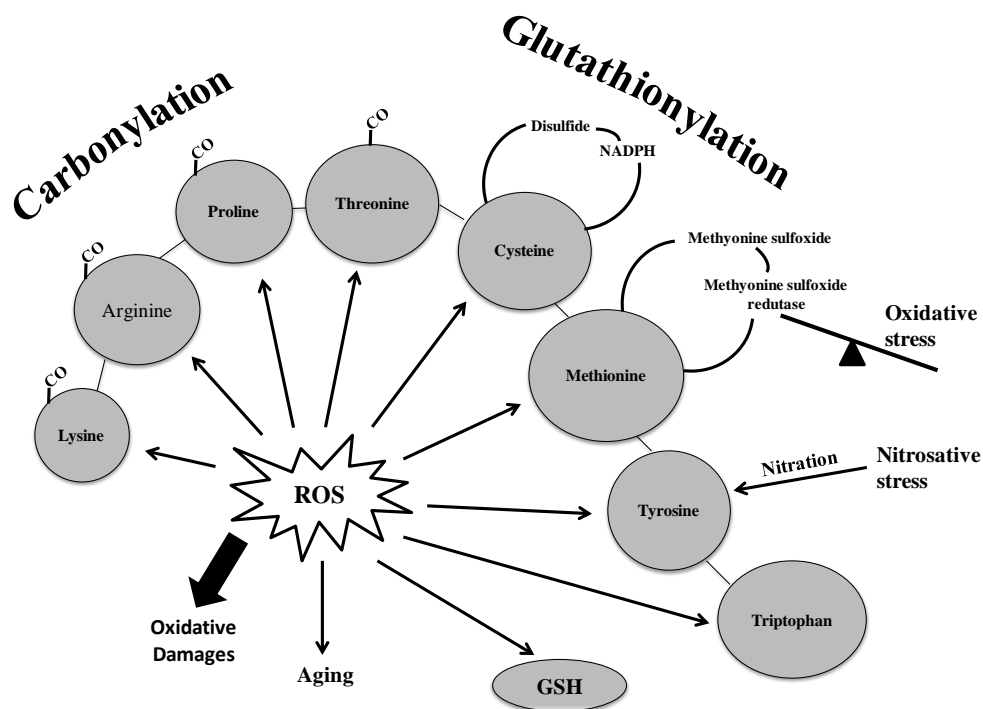 Carbonylation
Glutathionylation
CO
CO
CO
CO
Disulfide
NADPH
Proline
Threonine
Cysteine
Methyonine sulfoxide
Methyonine sulfoxide
redutase
Oxidative
stress
Arginine
Methionine
Lysine
ROS
Nitration
Nitrosative
stress
Tyrosine
Triptophan
Oxidative
Damages
Aging
GSH